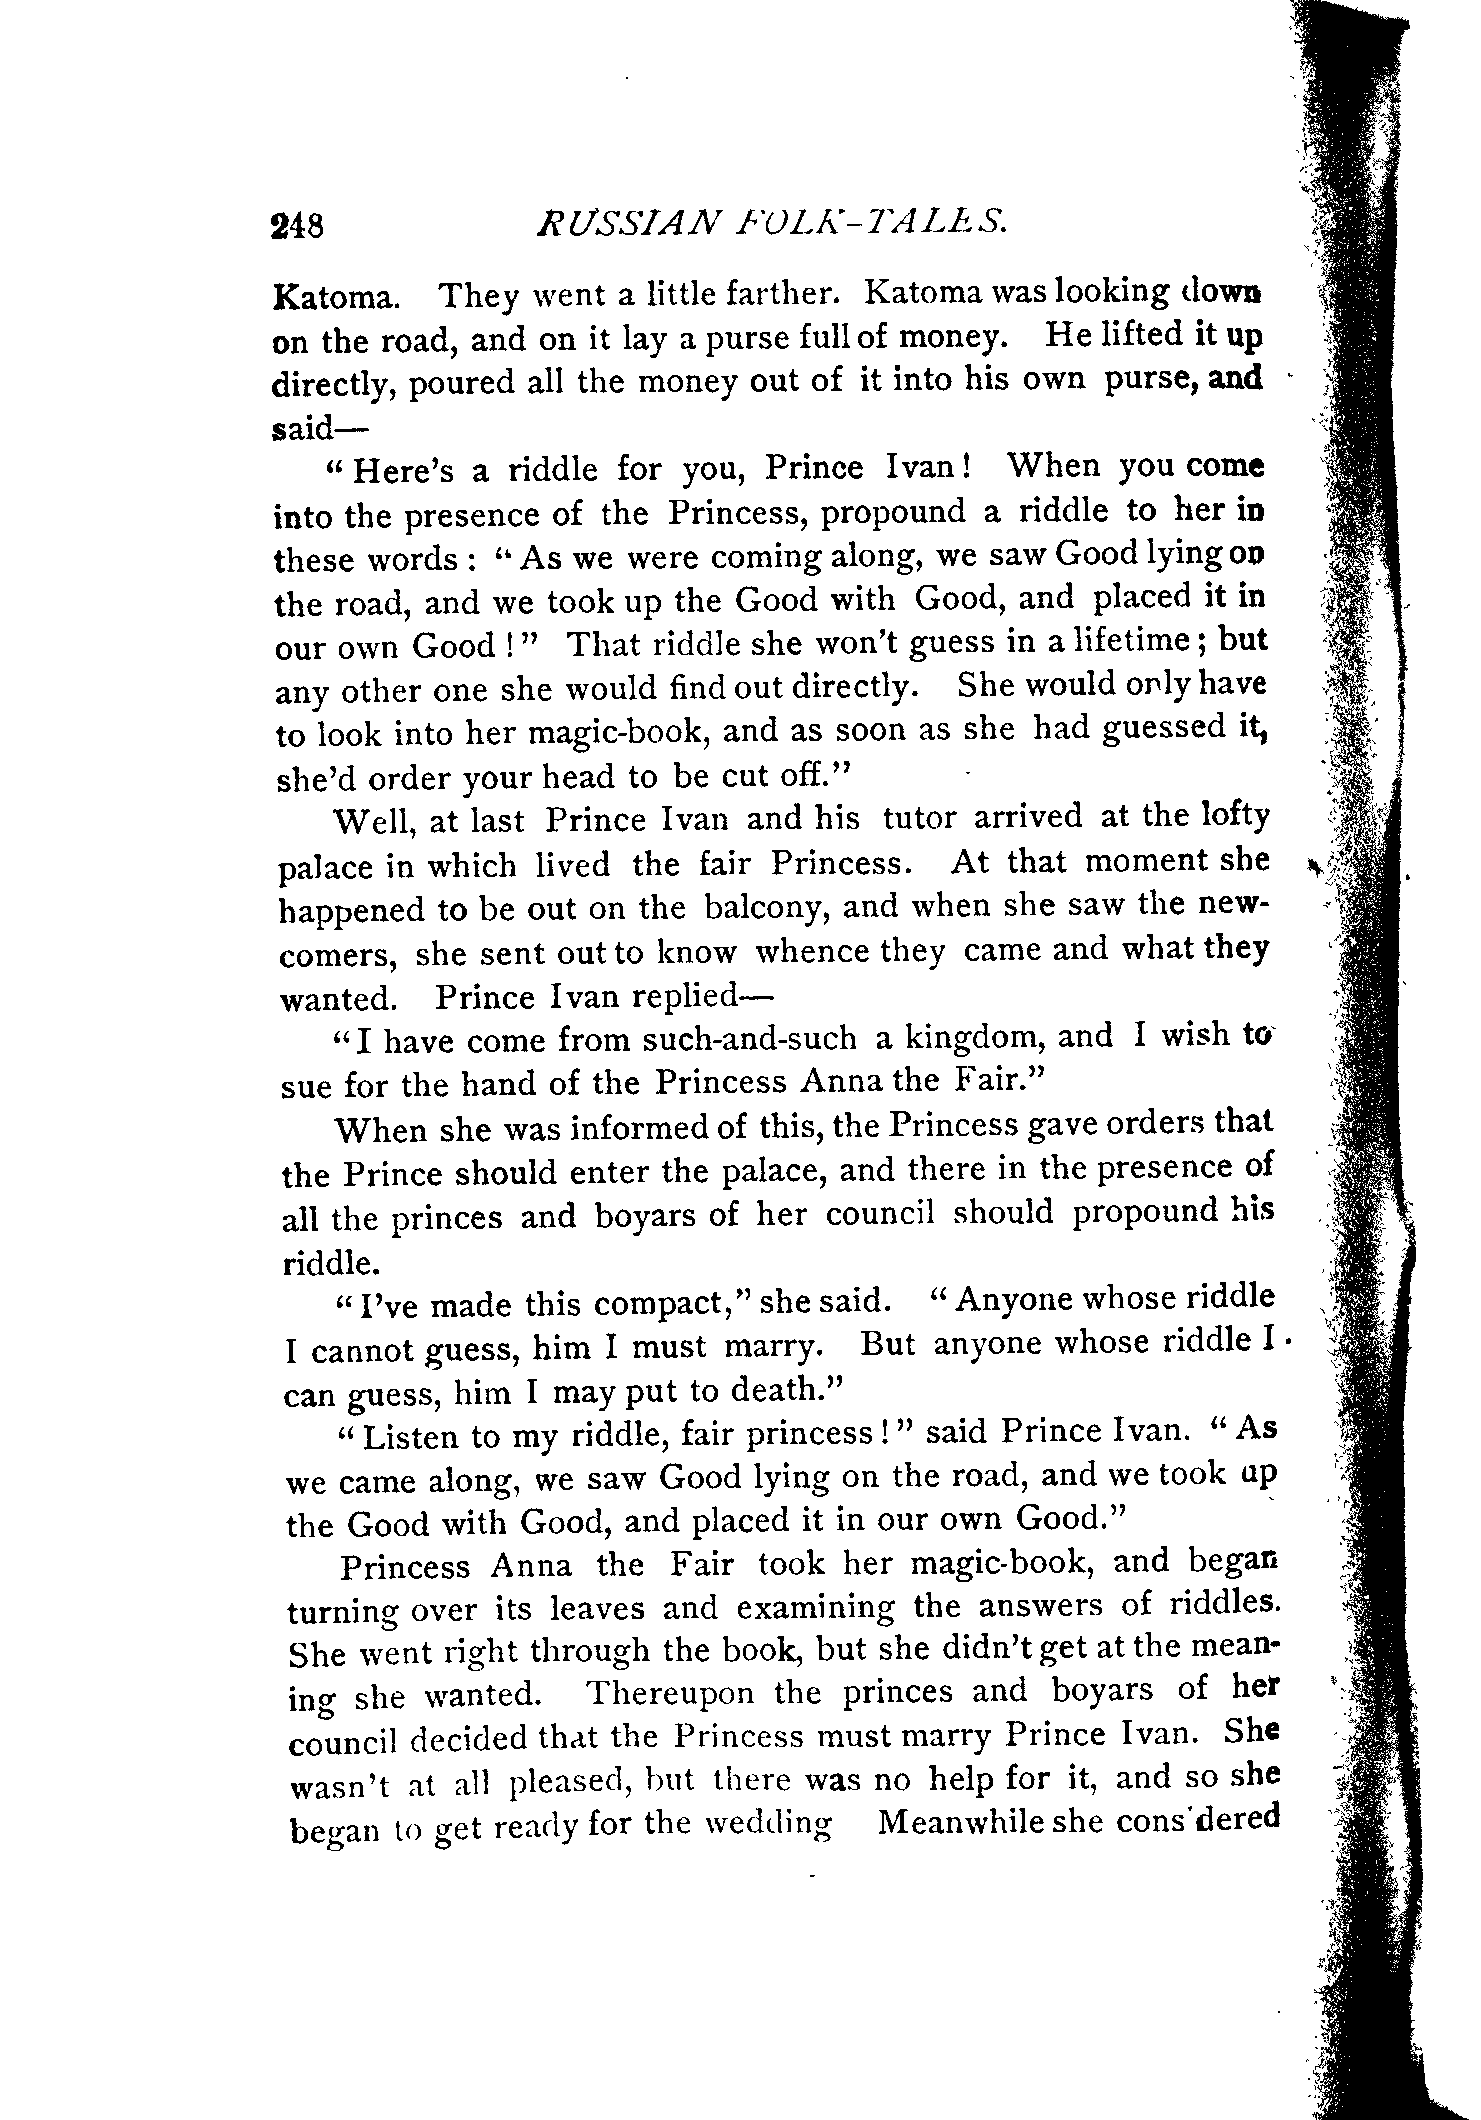 248 RUSSIAN FOLK-TALES.
Katoma. They went a little farther. Katoma was looking down
on the road, and on it lay a purse full of money. He lifted it up
directly, poured all the money out of it into his own purse, and
said—
“Here's a riddle for you, Prince Ivan! When you come
into the presence of the Princess, propound a riddle to her in
these words: “As we were coming along, we saw Good lying on
the road, and we took up the Good with Good, and placed it in
our own Good!” That riddle she won't guess in a lifetime; but
any other one she would find out directly. She would only have
to look into her magic-book, and as soon as she had guessed it,
she'd order your head to be cut off.”
Well, at last Prince Ivan and his tutor arrived at the lofty
palace in which lived the fair Princess. At that moment she
happened to be out on the balcony, and when she saw the new-
comers, she sent out to know whence they came and what they
wanted. Prince Ivan replied—
“I have come from such-and-such a kingdom, and I wish to
sue for the hand of the Princess Anna the Fair.”
When she was informed of this, the Princess gave orders that
the Prince should enter the palace, and there in the presence of
all the princes and boyars of her council should propound his
riddle.
“I've made this compact,” she said. “Anyone whose riddle
I cannot guess, him I must marry. But anyone whose riddle I
can guess, him I may put to death.”
“Listen to my riddle, fair princess!” said Prince Ivan. “As
we came along, we saw Good lying on the road, and we took up
the Good with Good, and placed it in our own Good.”
Princess Anna the Fair took her magic-book, and began
turning over its leaves and examining the answers of riddles.
She went right through the book, but she didn't get at the mean-
ing she wanted. Thereupon the princes and boyars of her
council decided that the Princess must marry Prince Ivan. She
wasn't at all pleased, but there was no help for it, and so she
began to get ready for the wedding Meanwhile she considered